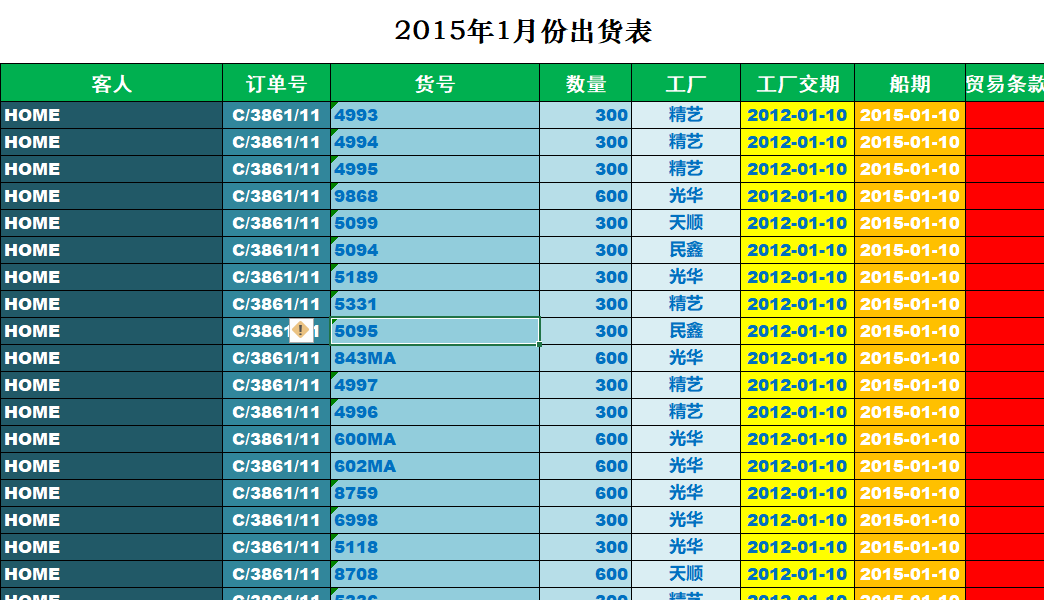 2015年1月份出货表
客人 订单号 货号 数量 工厂 工厂交期 船期 贸易条款
HOME C/3861/11 4993 300 精艺 2012-01-10 2015-01-10
HOME C/3861/11 4994 300 精艺 2012-01-10 2015-01-10
HOME C/3861/11 4995 300 精艺 2012-01-10 2015-01-10
HOME C/3861/11 9868 600 光华 2012-01-10 2015-01-10
HOME C/3861/11 5099 300 天顺 2012-01-10 2015-01-10
HOME C/3861/11 5094 300 民鑫 2012-01-10 2015-01-10
HOME C/3861/11 5189 300 光华 2012-01-10 2015-01-10
HOME C/3861/11 5331 300 精艺 2012-01-10 2015-01-10
HOME C/3861 1 5095 300 民鑫 2012-01-10 2015-01-10
HOME C/3861/11 843MA 600 光华 2012-01-10 2015-01-10
HOME C/3861/11 4997 300 精艺 2012-01-10 2015-01-10
HOME C/3861/11 4996 300 精艺 2012-01-10 2015-01-10
HOME C/3861/11 600MA 600 光华 2012-01-10 2015-01-10
HOME C/3861/11 602MA 600 光华 2012-01-10 2015-01-10
HOME C/3861/11 8759 600 光华 2012-01-10 2015-01-10
HOME C/3861/11 6998 300 光华 2012-01-10 2015-01-10
HOME C/3861/11 5118 300 光华 2012-01-10 2015-01-10
HOME C/3861/11 8708 600 天顺 2012-01-10 2015-01-10
HOME C/3861/11 300 精艺 2012-01-10 2015-01-10